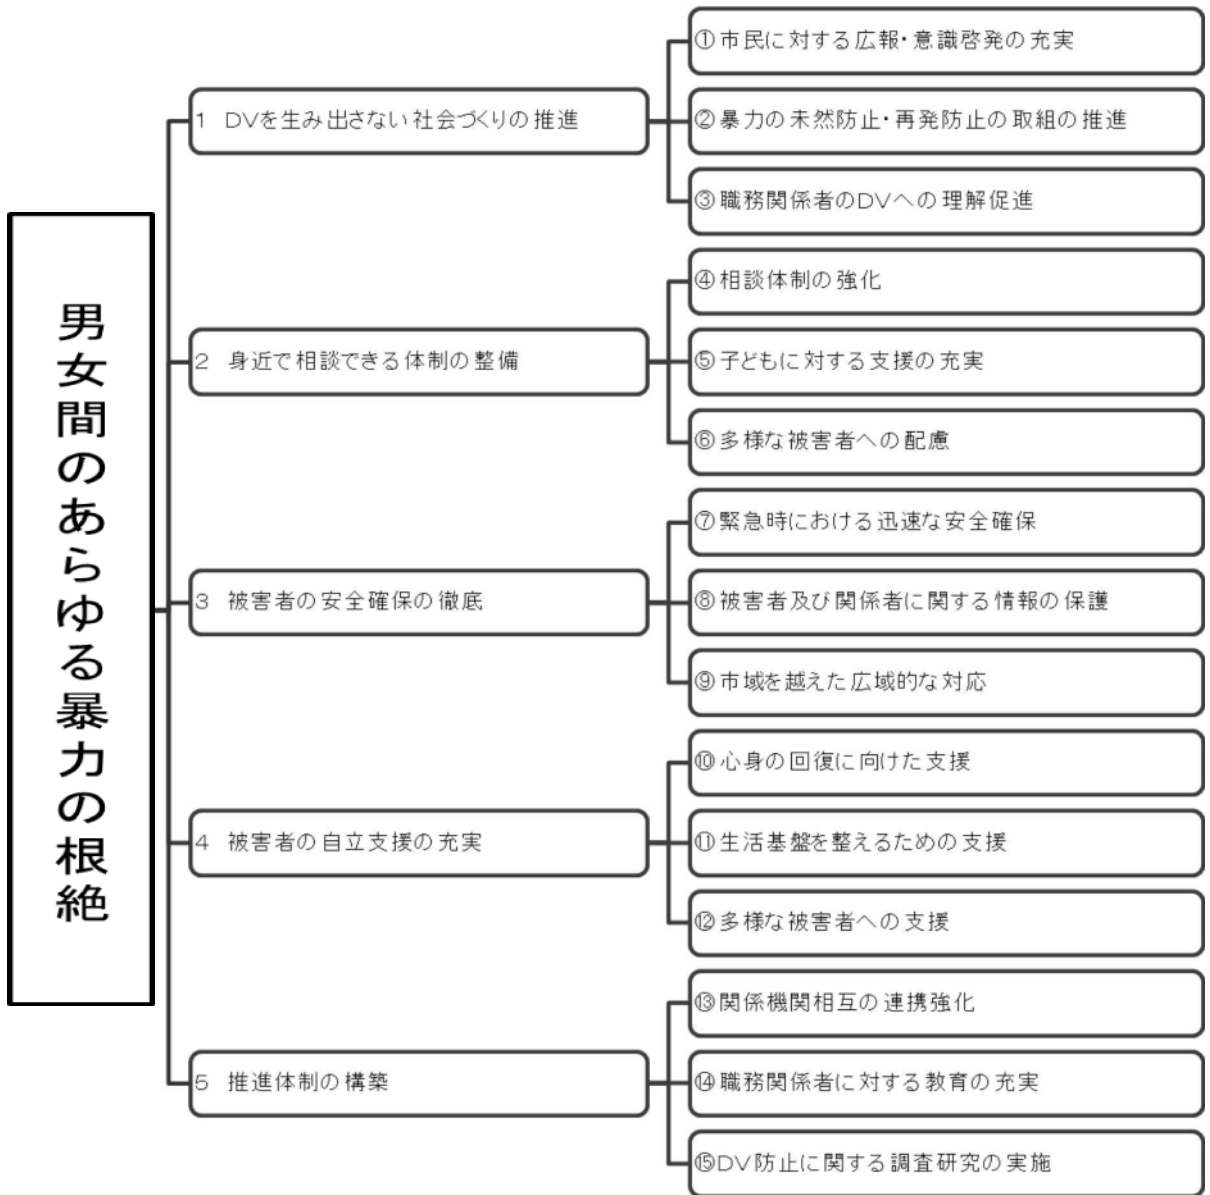 男女間のあらゆる暴力の根絶
1 DVを生み出さない社会づくりの推進
①市民に対する広報・意識啓発の充実
②暴力の未然防止・再発防止の取組の推進
③職務関係者のDVへの理解促進
2 身近で相談できる体制の整備
④相談体制の強化
⑤子どもに対する支援の充実
⑥多様な被害者への配慮
3 被害者の安全確保の徹底
⑦緊急時における迅速な安全確保
⑧被害者及び関係者に関する情報の保護
⑨市域を越えた広域的な対応
4 被害者の自立支援の充実
⑩心身の回復に向けた支援
⑪生活基盤を整えるための支援
⑫多様な被害者への支援
5 推進体制の構築
⑬関係機関相互の連携強化
⑭職務関係者に対する教育の充実
⑮DV防止に関する調査研究の実施